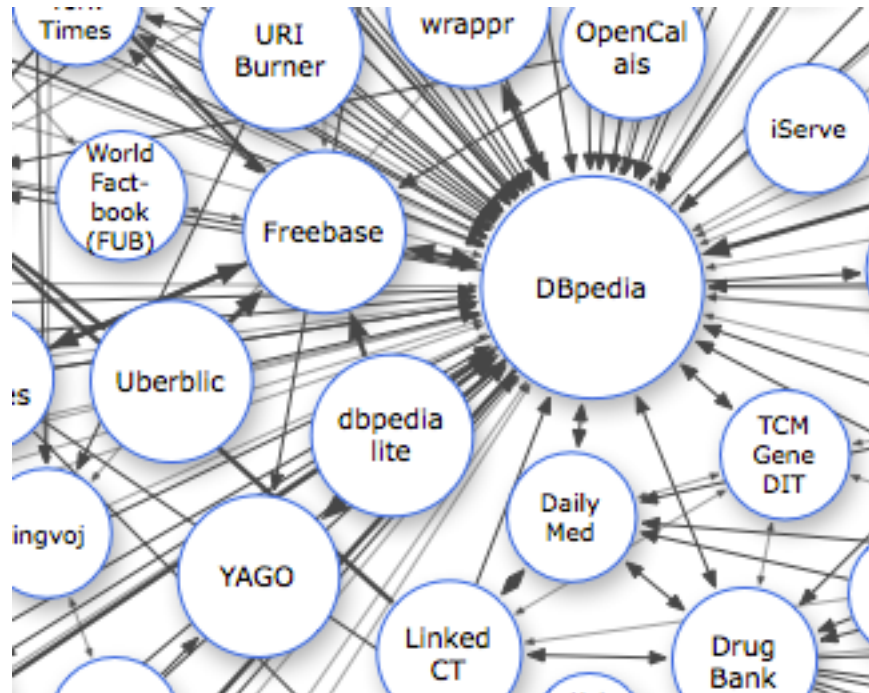 Times
URI
Burner
wrappr
OpenCal
ais
iServe
World
Fact-
book
(FUB)
Freebase
DBpedia
es
Uberblic
dbpedia
lite
TCM
Gene
DIT
Daily
Med
ingvoj
YAGO
Linked
CT
Drug
Bank